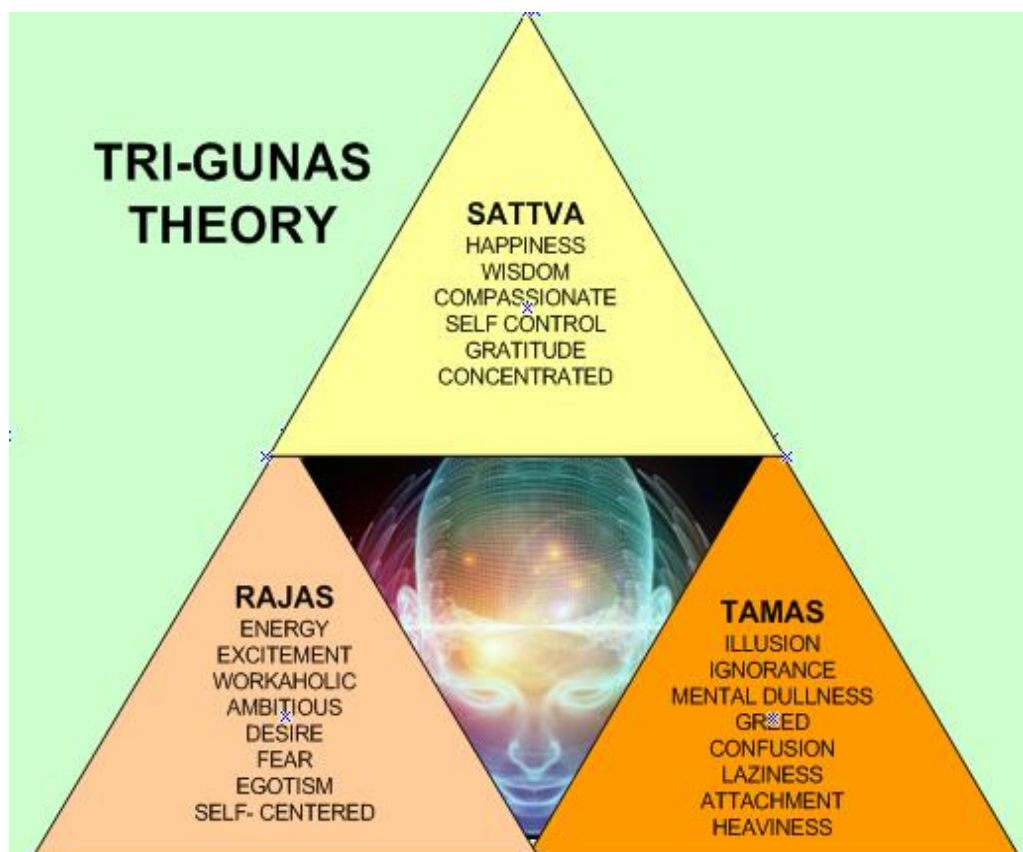 TRI-GUNAS
THEORY
SATTVA
HAPPINESS
WISDOM
COMPASSIONATE
SELF CONTROL
GRATITUDE
CONCENTRATED
RAJAS
ENERGY
EXCITEMENT
WORKAHOLIC
AMBITIOUS
DESIRE
FEAR
EGOTISM
SELF- CENTERED
TAMAS
ILLUSION
IGNORANCE
MENTAL DULLNESS
GREED
CONFUSION
LAZINESS
ATTACHMENT
HEAVINESS